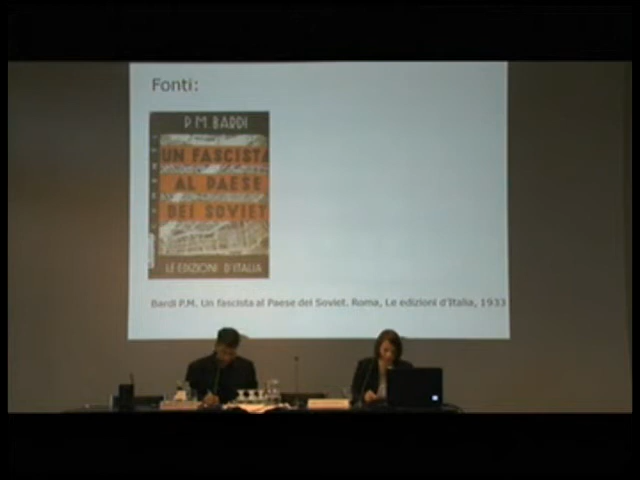 Fonti:
P.M. BARDI
UN FASCISTA
AL PAESE
DEI SOVIET
LE EDIZIONI D'ITALIA
Bardi P.M. Un fascista al Paese dei Soviet. Roma, Le edizioni d'Italia, 1933